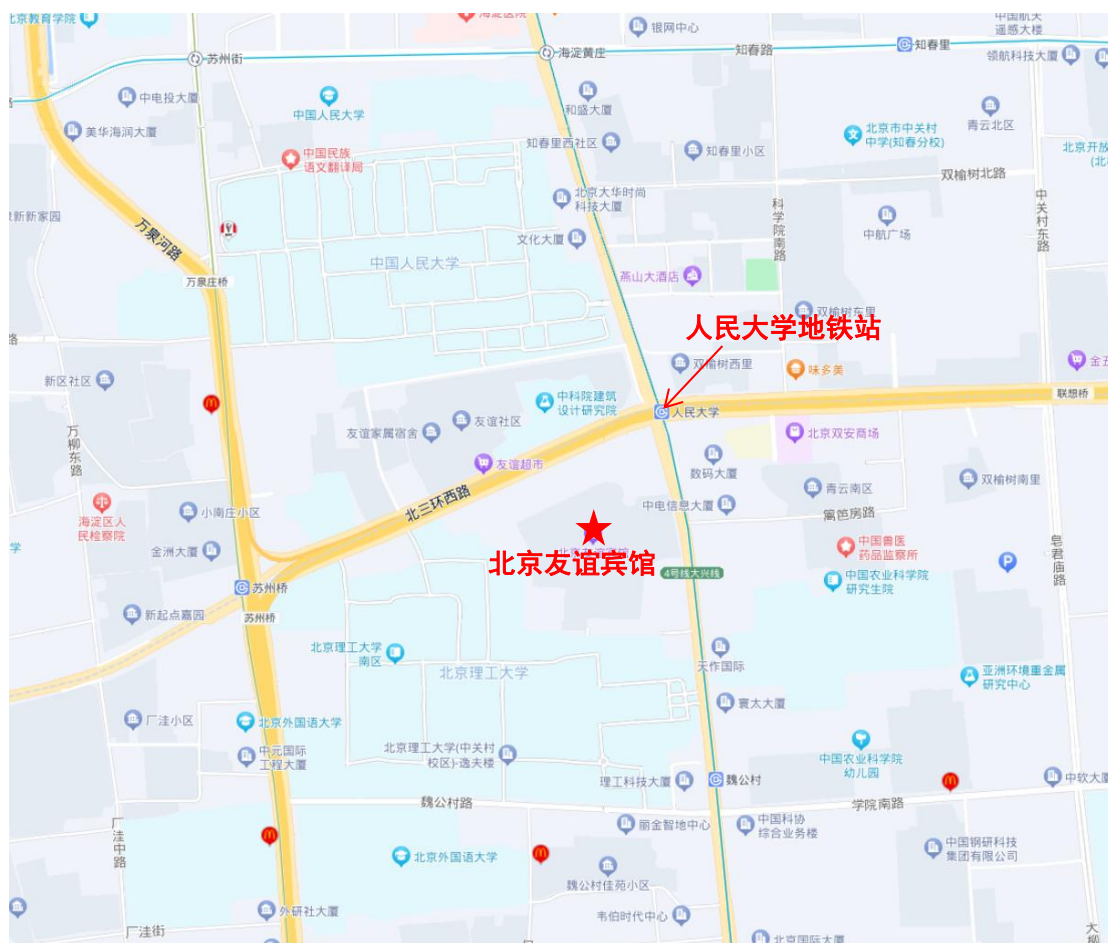 北京教育学院
海淀医院
银网中心
中国航天
遥感大楼
苏州街
海淀黄庄
知春路
知春里
领航科技大厦
中电投大厦
中国人民大学
和盛大厦
青云北区
美华海润大厦
北京市中关村
中学(知春分校)
中国民族
语文翻译局
知春里西社区
知春里小区
北京开放
(北
双榆树北路
北京大华时尚
科技大厦
科学院南路
中关村东路
新新家园
中航广场
万泉河路
文化大厦
中国人民大学
燕山大酒店
万泉庄桥
双榆树东里
人民大学地铁站
路
双榆树西里
味多美
金五
新区社区
中科院建筑
设计研究院
联想桥
人民大学
友谊社区
友谊家属宿舍
北京双安商场
万柳东路
友谊超市
数码大厦
双榆树南里
北三环西路
青云南区
海淀区人
民检察院
小南庄小区
中电信息大厦
篱笆房路
学
金洲大厦
北京友谊宾馆
中国兽医
药品监察所
皂君庙路
4号线大兴线
中国农业科学院
研究生院
苏州桥
新起点嘉园
苏州桥
北京理工大学
南区
北京理工大学
天作国际
亚洲环境重金属
研究中心
厂洼小区
北京外国语大学
寰太大厦
中元国际
工程大厦
北京理工大学(中关村
校区)-逸夫楼
中国农业科学院
幼儿园
理工科技大厦
魏公村
中软大厦
魏公村路
学院南路
厂洼中路
丽金智地中心
中国科协
综合业务楼
中国钢研科技
集团有限公司
北京外国语大学
魏公村佳苑小区
外研社大厦
韦伯时代中心
厂洼街
北京国际大厦
大柳